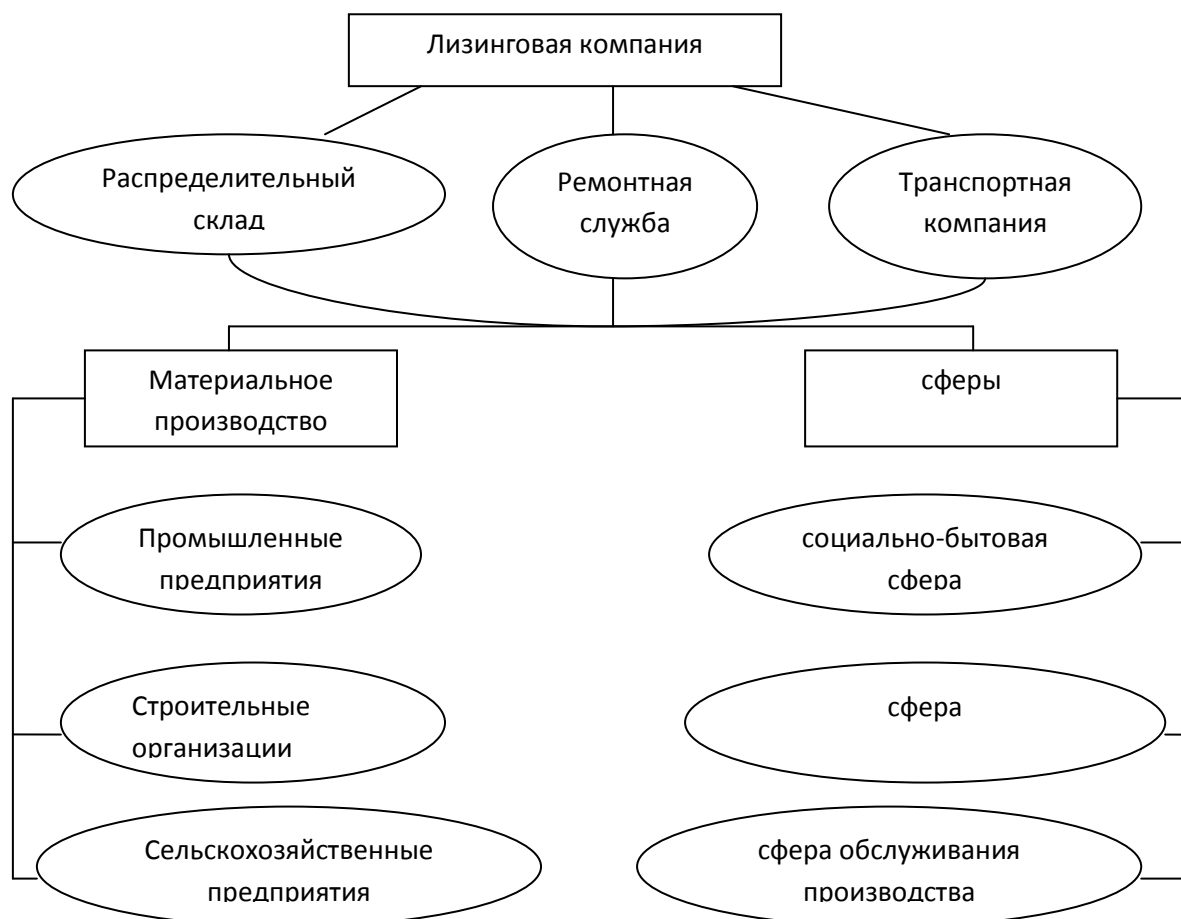 Лизинговая компания
Распределительный
склад
Ремонтная
служба
Транспортная
компания
Материальное
производство
сферы
Промышленные
предприятия
социально-бытовая
сфера
Строительные
организации
сфера
Сельскохозяйственные
предприятия
сфера обслуживания
производства